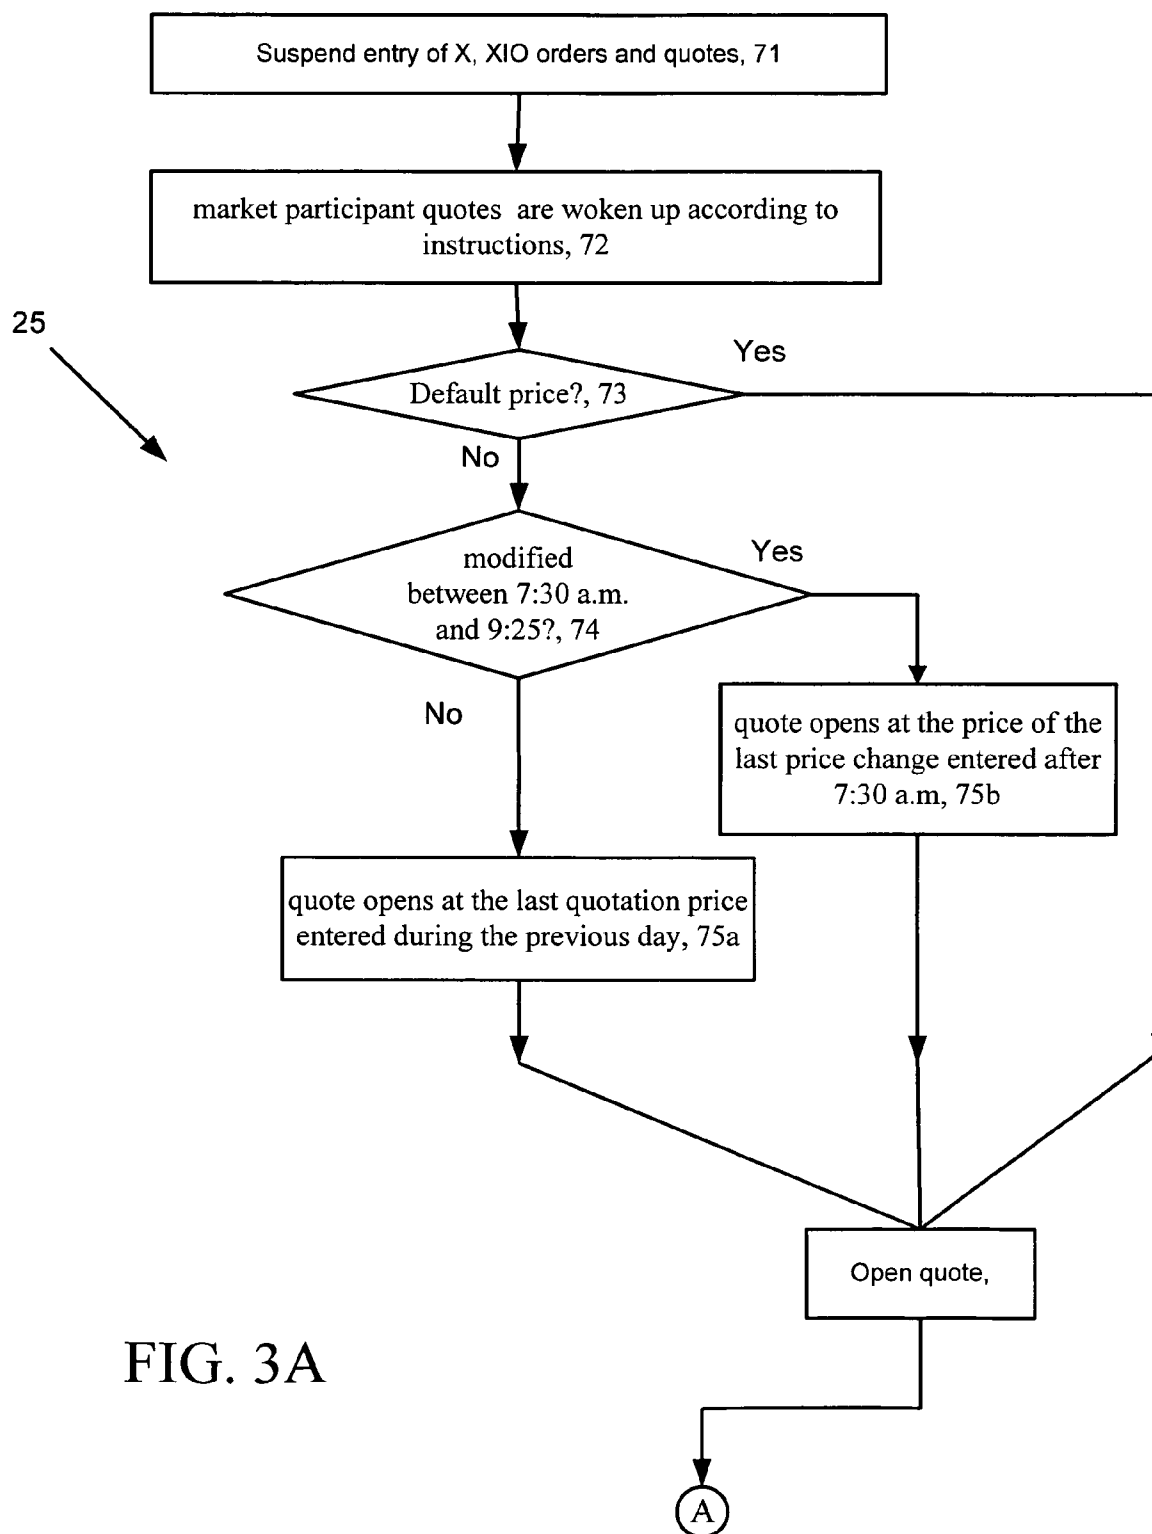 Suspend entry of X, XIO orders and quotes, 71
market participant quotes are woken up according to
instructions, 72
25
Yes
Default price?, 73
No
modified
between 7:30 a.m.
and 9:25?, 74
Yes
No
quote opens at the price of the
last price change entered after
7:30 a.m, 75b
quote opens at the last quotation price
entered during the previous day, 75a
Open quote,
FIG. 3A
A